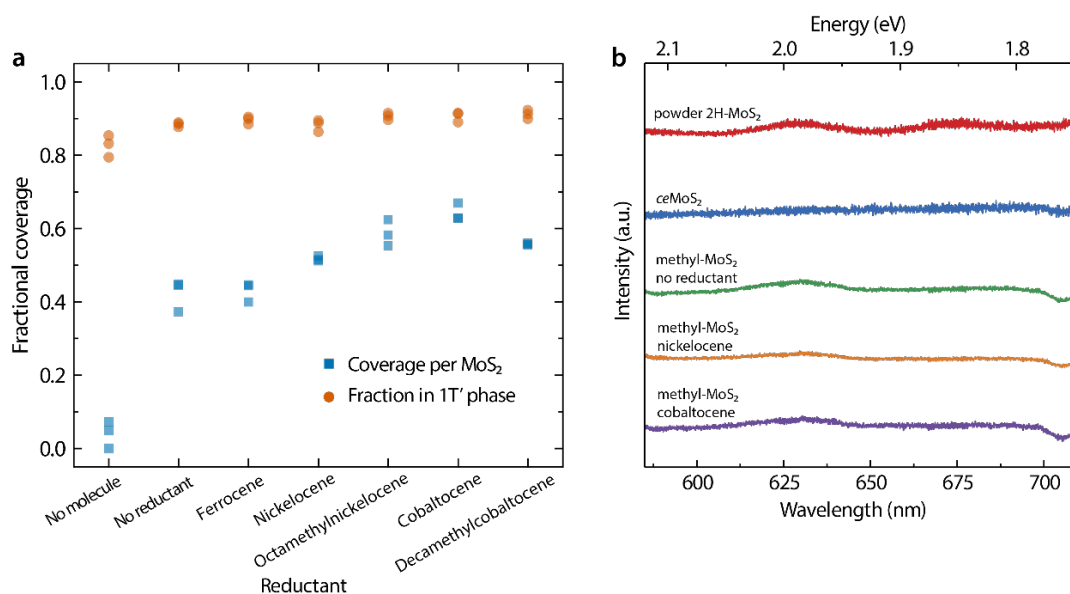 a
1.0
0.8
0.6
0.4
0.2
0.0
Fractional coverage
Coverage per MoS₂
Fraction in 1T′ phase
No molecule
No reductant
Ferrocene
Nickelocene
Octamethylnickelocene
Cobaltocene
Decamethylcobaltocene
Reductant
b
Energy (eV)
2.1 2.0 1.9 1.8
powder 2H-MoS₂
ceMoS₂
methyl-MoS₂
no reductant
methyl-MoS₂
nickelocene
methyl-MoS₂
cobaltocene
Intensity (a.u.)
600 625 650 675 700
Wavelength (nm)